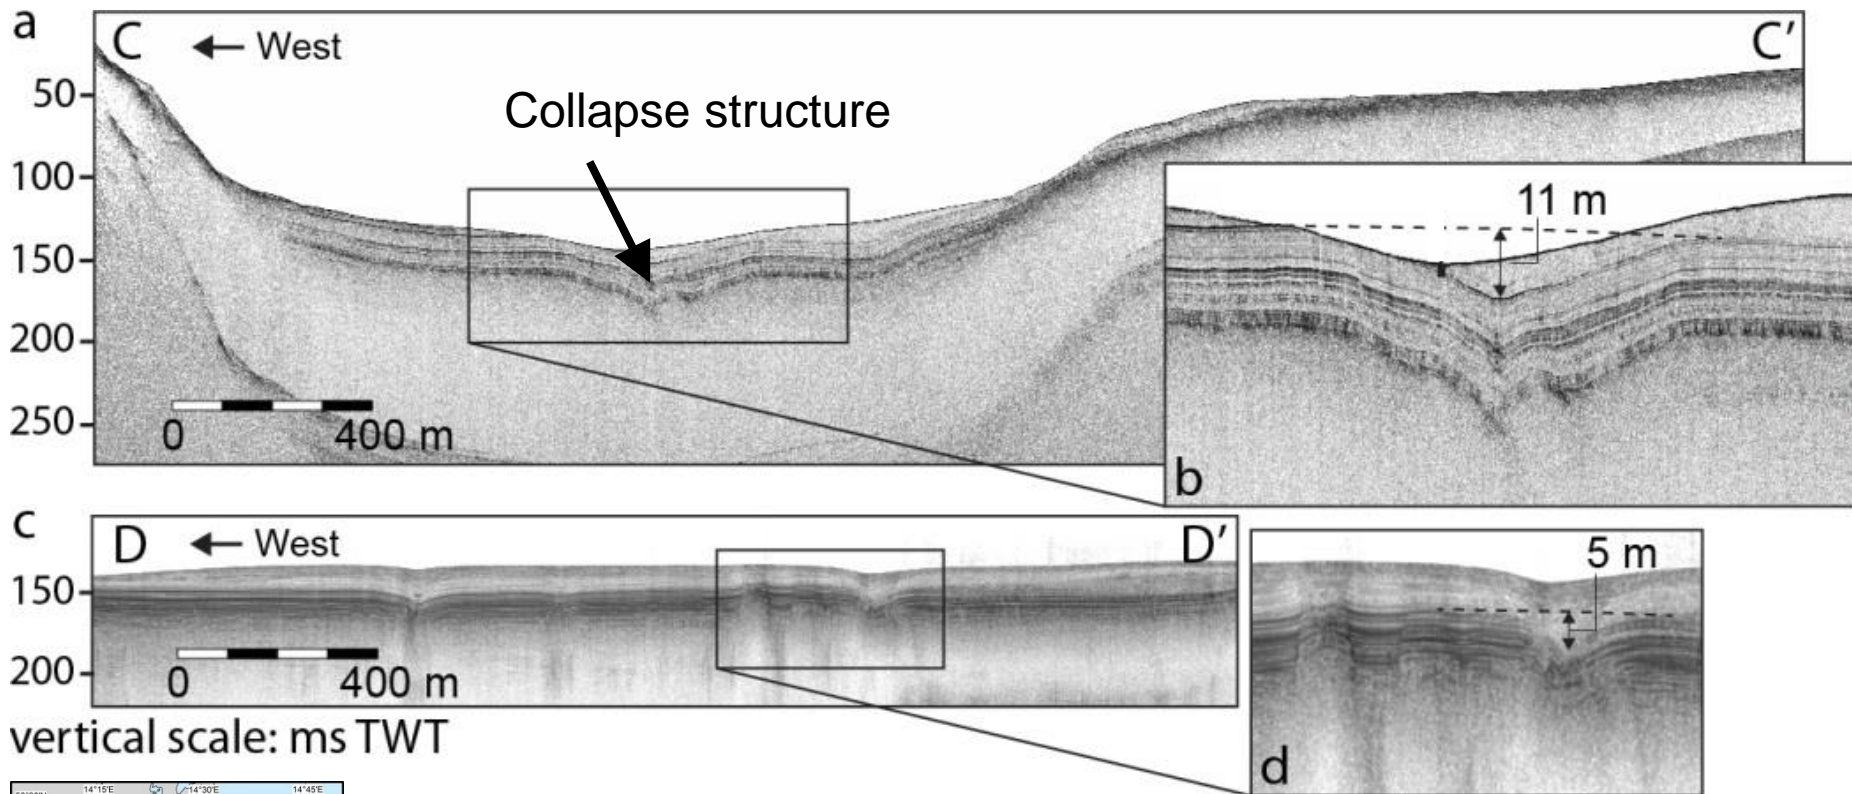 a
C
← West
C′
Collapse structure
50
100
150
200
250
0 400 m
11 m
b
c
D
← West
D′
150
200
0 400 m
5 m
d
vertical scale: ms TWT
14°15'E 14°30'E 14°45'E